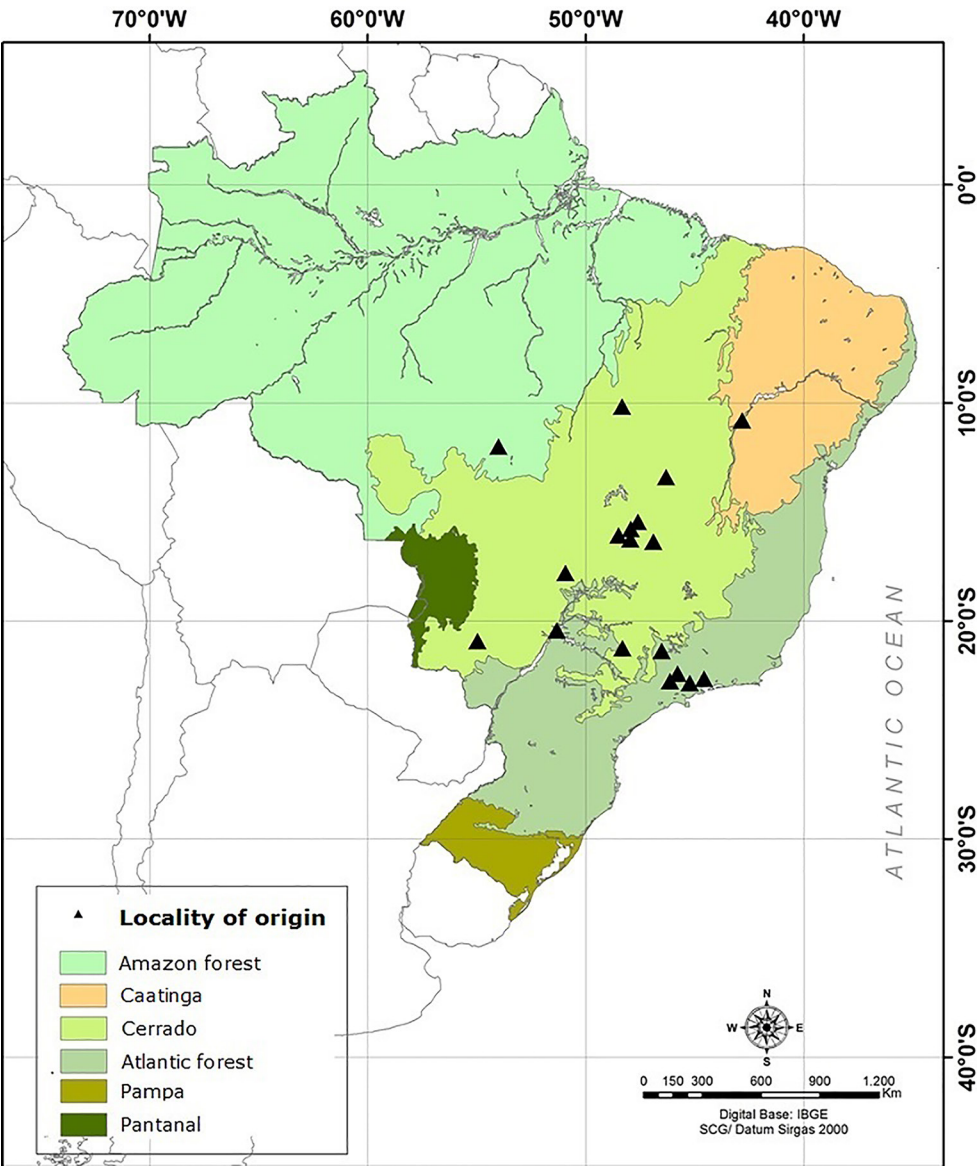 70°0'W 60°0'W 50°0'W 40°0'W
0°0'
10°0'S
20°0'S
30°0'S
40°0'S
ATLANTIC OCEAN
Locality of origin
Amazon forest
Caatinga
Cerrado
Atlantic forest
Pampa
Pantanal
N
W E
S
0 150 300 600 900 1.200
Km
Digital Base: IBGE
SCG/ Datum Sirgas 2000